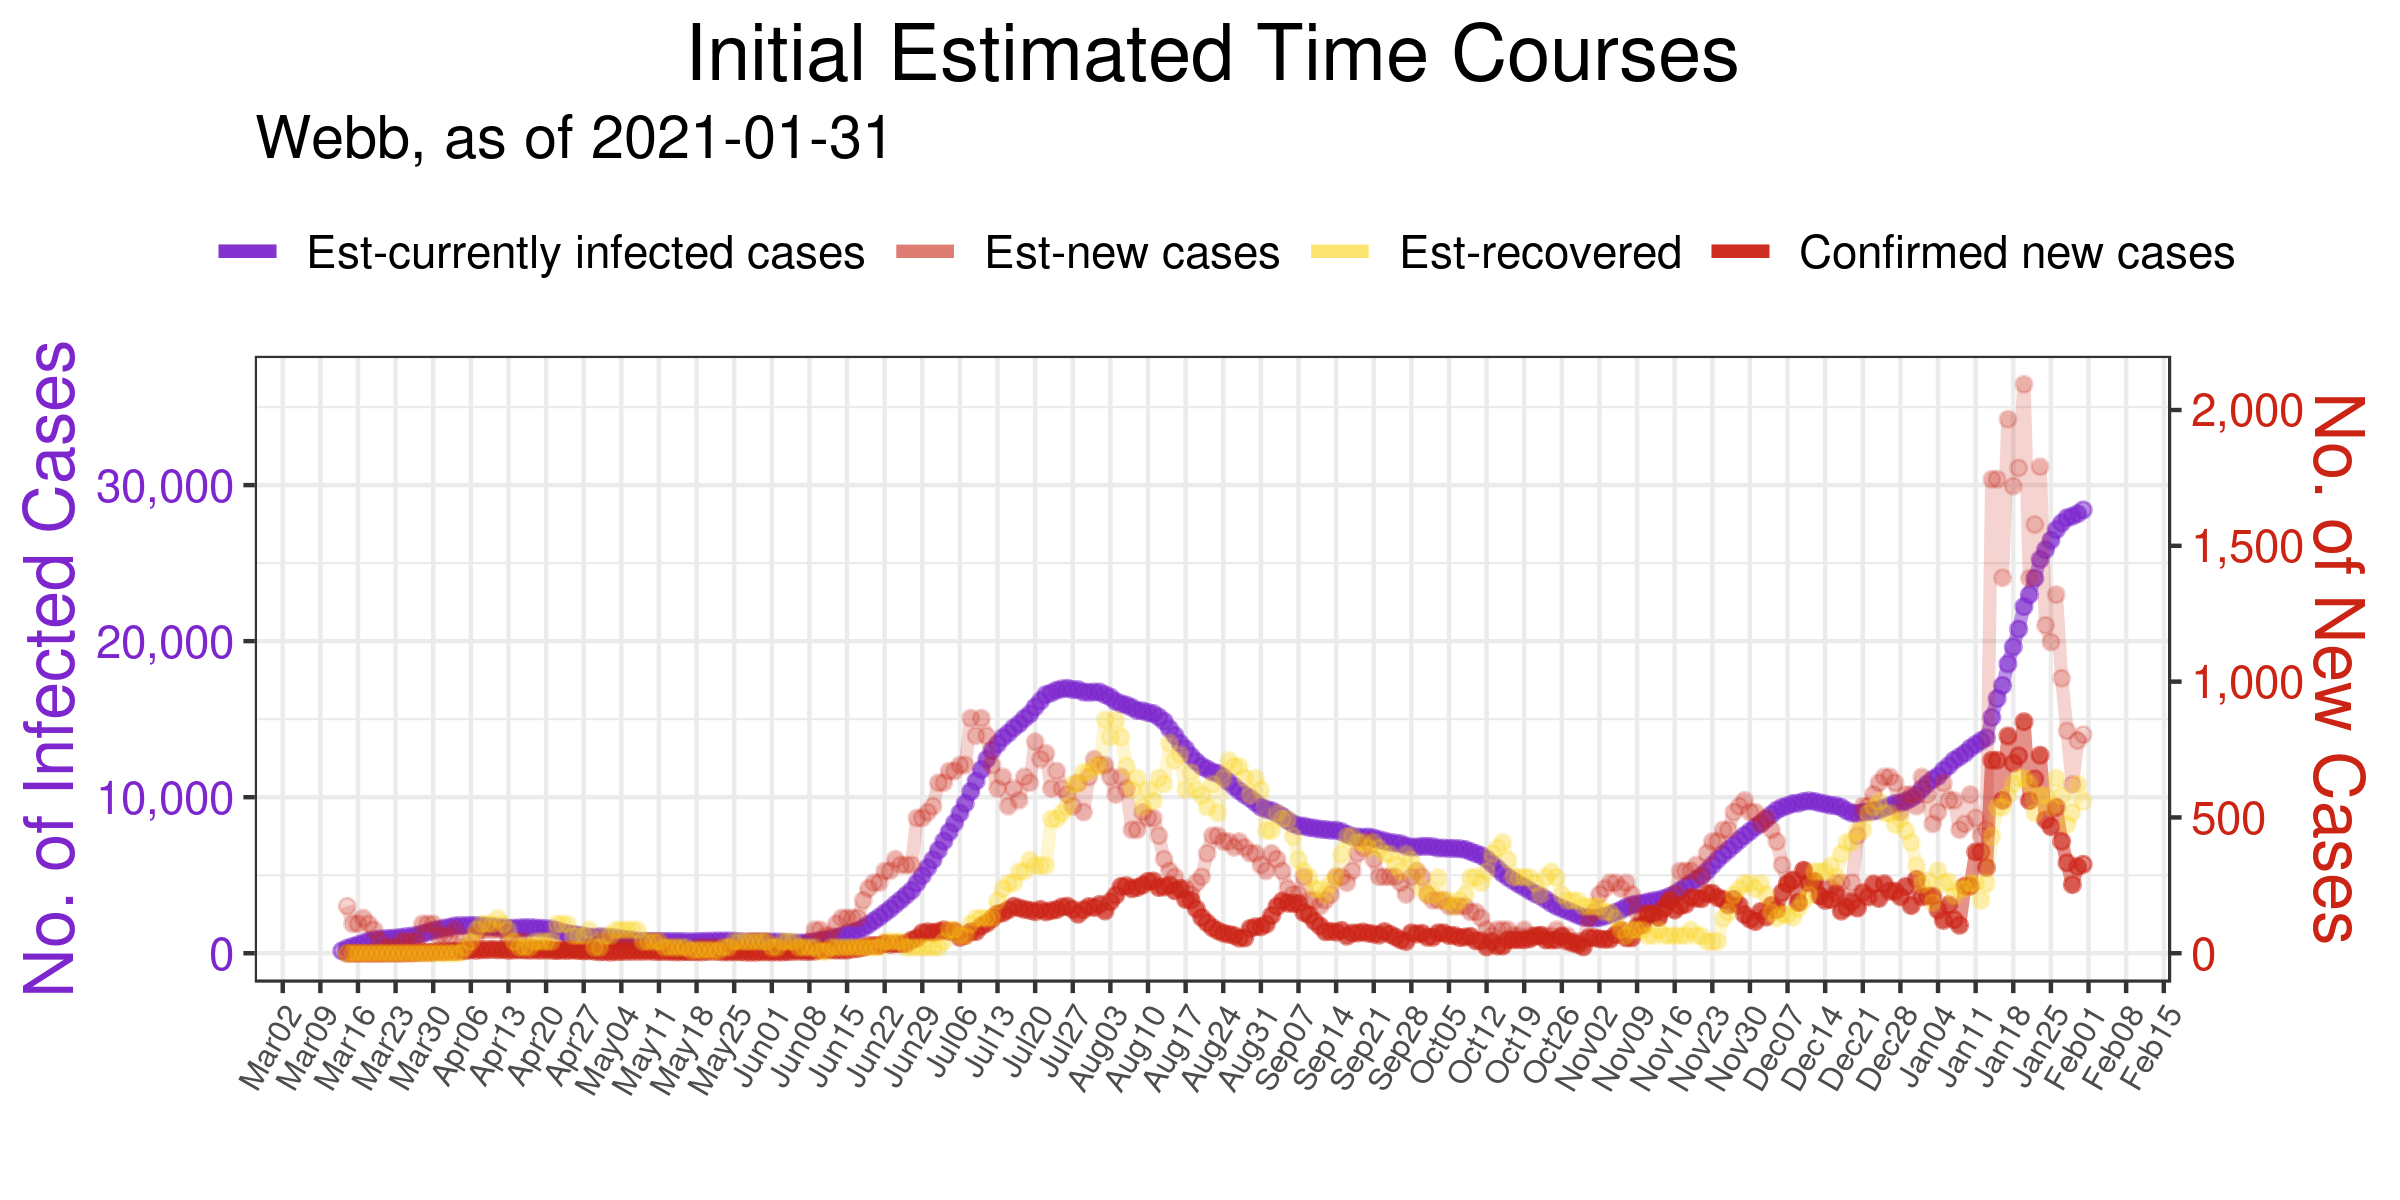 Initial Estimated Time Courses
Webb, as of 2021-01-31
Est-currently infected cases Est-new cases Est-recovered Confirmed new cases
No. of Infected Cases
30,000
20,000
10,000
0
2,000
1,500
1,000
500
0
No. of New Cases
Mar02 Mar09 Mar16 Mar23 Mar30 Apr06 Apr13 Apr20 Apr27 May04 May11 May18 May25 Jun01 Jun08 Jun15 Jun22 Jun29 Jul06 Jul13 Jul20 Jul27 Aug03 Aug10 Aug17 Aug24 Aug31 Sep07 Sep14 Sep21 Sep28 Oct05 Oct12 Oct19 Oct26 Nov02 Nov09 Nov16 Nov23 Nov30 Dec07 Dec14 Dec21 Dec28 Dec04 Jan11 Jan18 Jan18 Jan25 Feb01 Feb08 Feb15